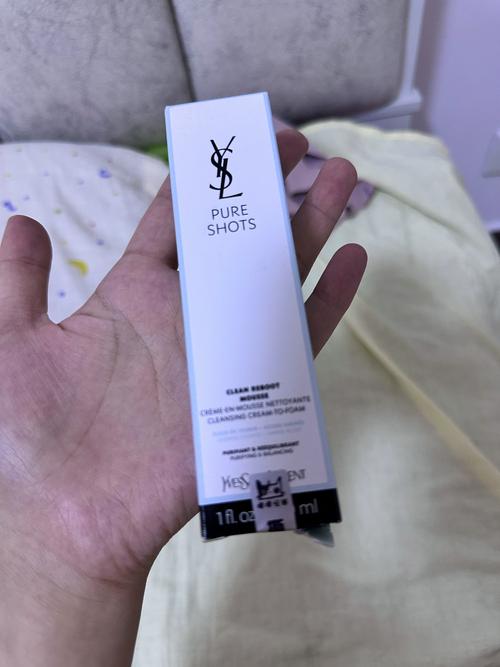 YSL
PURE
SHOTS
CLEAN REBOOT
MOUSSE
CRÈME-EN-MOUSSE NETTOYANTE
CLEANSING CREAM-TO-FOAM
PURIFIANT & RÉÉQUILIBRANT
PURIFYING & BALANCING
1 fl. oz ml